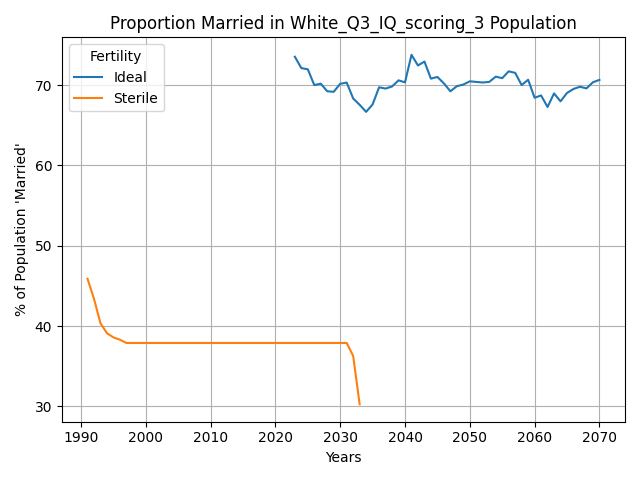 Proportion Married in White_Q3_IQ_scoring_3 Population
Fertility
Ideal
Sterile
% of Population 'Married'
70
60
50
40
30
1990 2000 2010 2020 2030 2040 2050 2060 2070
Years